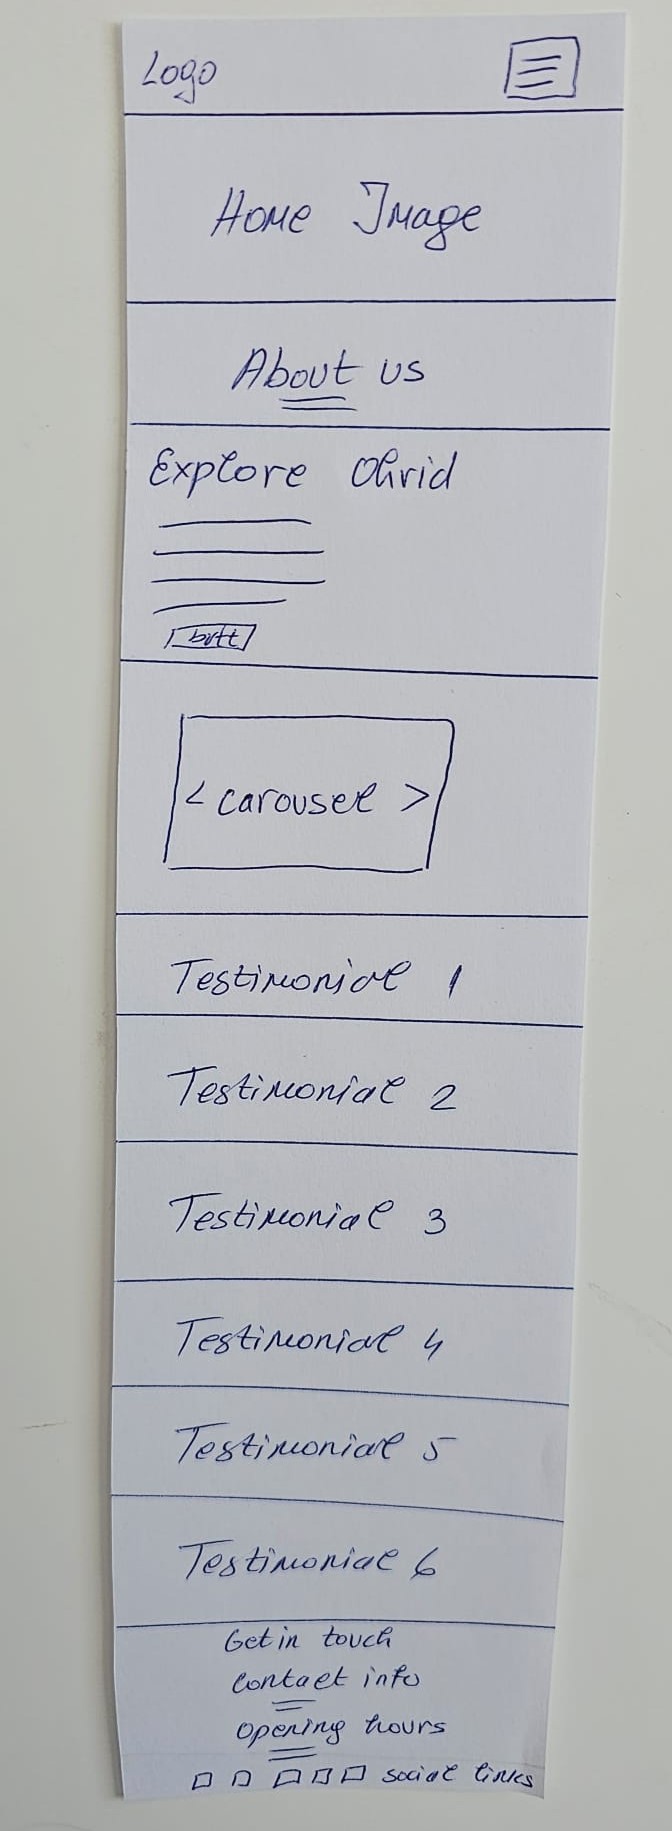 Logo
Home Image
About us
Explore Ohrid
butt
< carousel >
Testimonial 1
Testimonial 2
Testimonial 3
Testimonial 4
Testimonial 5
Testimonial 6
Get in touch
contact info
opening hours
social links